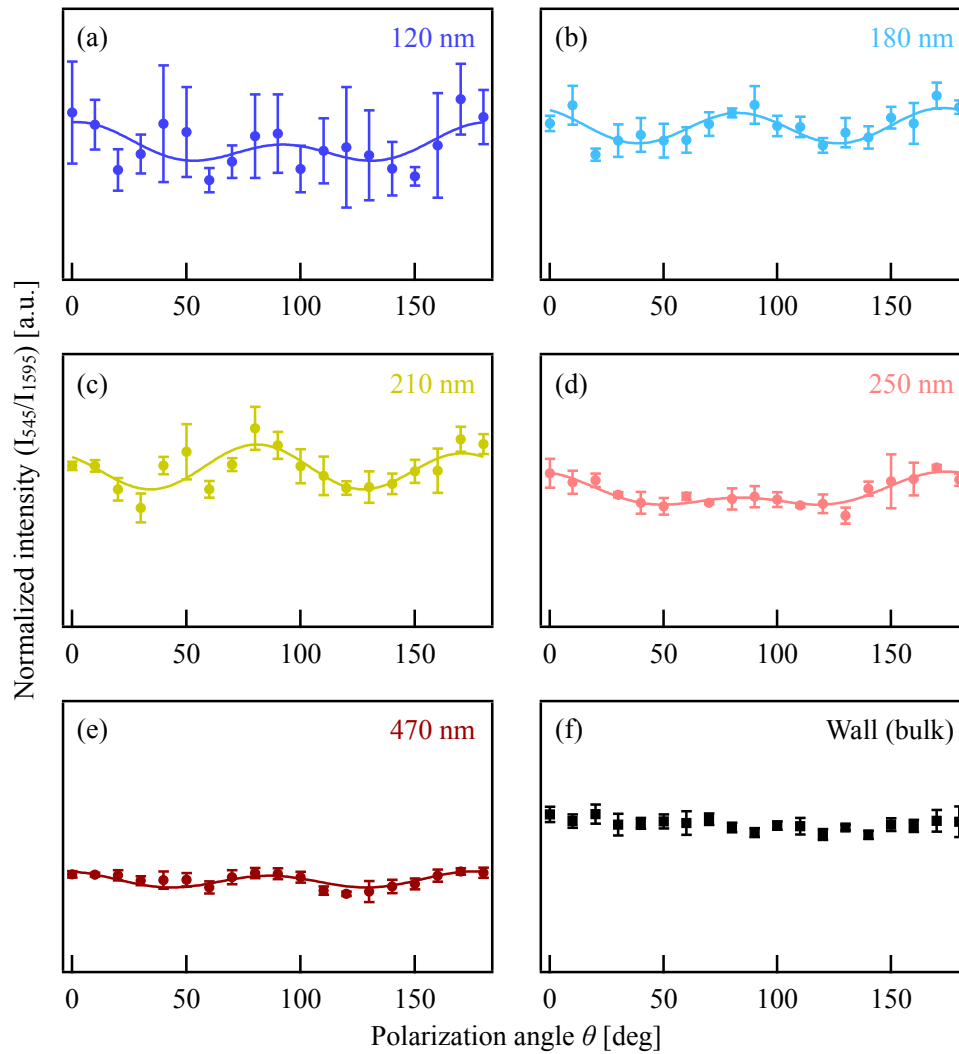 (a) 120 nm
(b) 180 nm
0 50 100 150
0 50 100 150
(c) 210 nm
(d) 250 nm
0 50 100 150
0 50 100 150
(e) 470 nm
(f) Wall (bulk)
0 50 100 150
0 50 100 150
Normalized intensity (I545/I1595) [a.u.]
Polarization angle θ [deg]